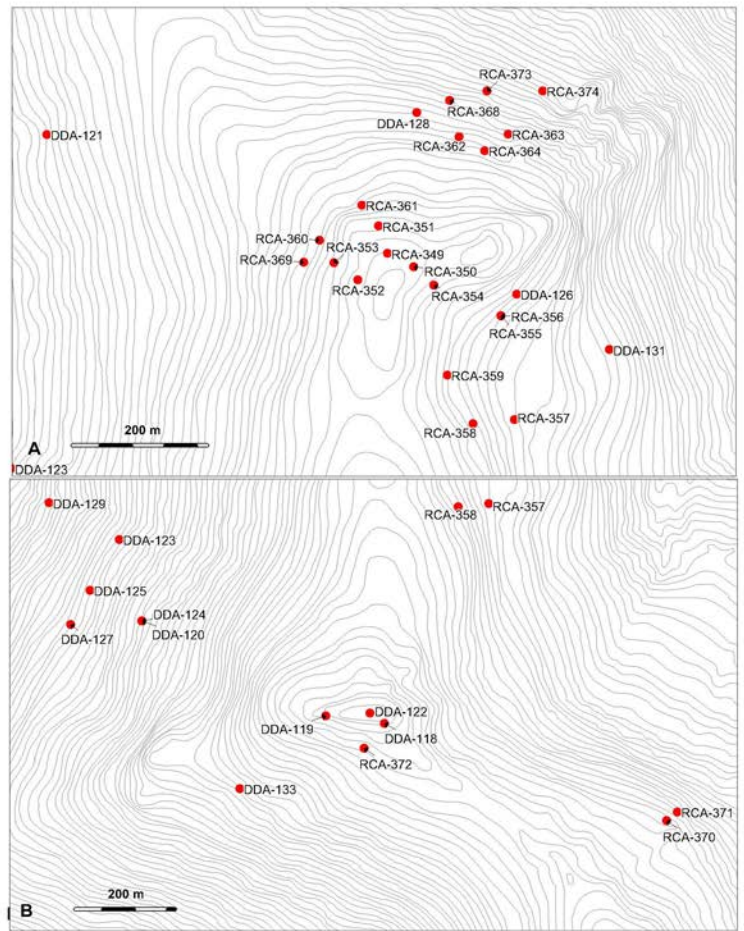 RCA-373
RCA-374
RCA-368
DDA-128
DDA-121
RCA-363
RCA-362
RCA-364
RCA-361
RCA-351
RCA-360
RCA-353
RCA-349
RCA-369
RCA-350
RCA-352
RCA-354
DDA-126
RCA-356
RCA-355
DDA-131
RCA-359
RCA-357
RCA-358
200 m
A
DDA-123
DDA-129
RCA-357
RCA-358
DDA-123
DDA-125
DDA-124
DDA-127
DDA-120
DDA-122
DDA-119
DDA-118
RCA-372
DDA-133
RCA-371
RCA-370
200 m
B